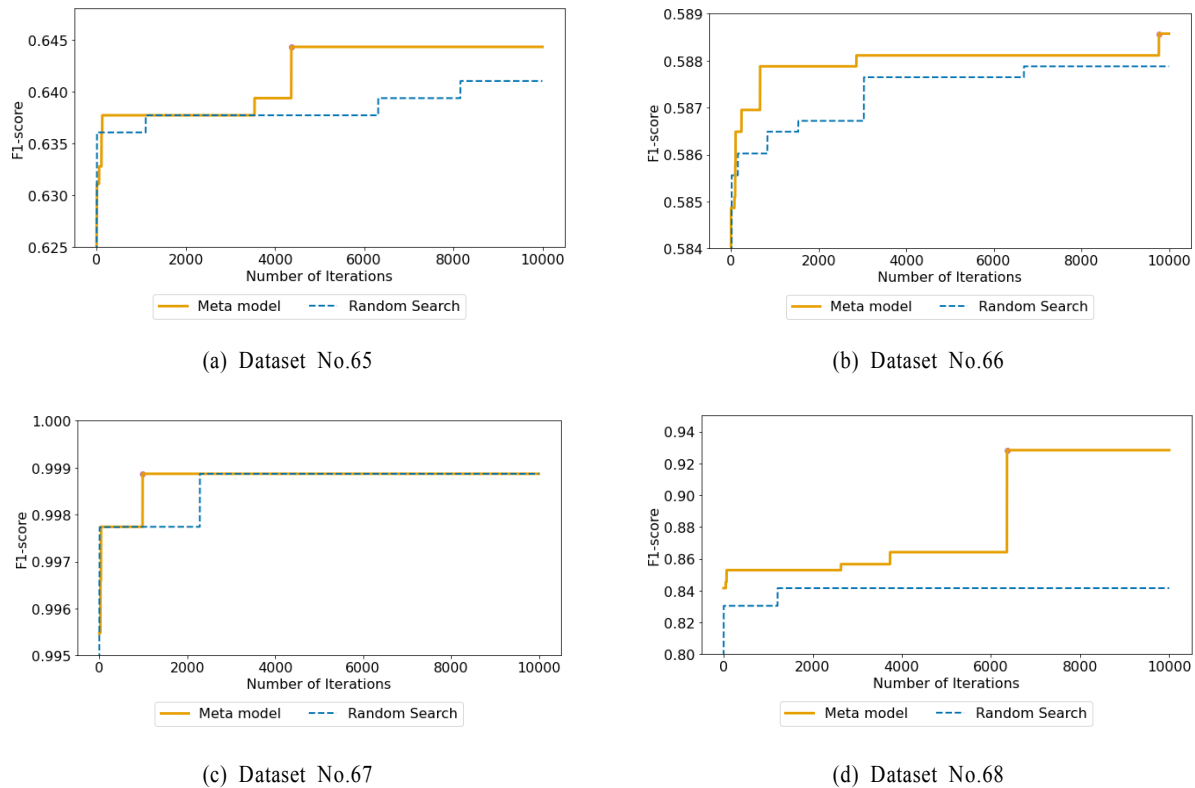 0.645
0.640
0.635
0.630
0.625
F1-score
0 2000 4000 6000 8000 10000
Number of Iterations
Meta model Random Search
(a) Dataset No.65
0.589
0.588
0.587
0.586
0.585
0.584
F1-score
0 2000 4000 6000 8000 10000
Number of Iterations
Meta model Random Search
(b) Dataset No.66
1.000
0.999
0.998
0.997
0.996
0.995
F1-score
0 2000 4000 6000 8000 10000
Number of Iterations
Meta model Random Search
(c) Dataset No.67
0.94
0.92
0.90
0.88
0.86
0.84
0.82
0.80
F1-score
0 2000 4000 6000 8000 10000
Number of Iterations
Meta model Random Search
(d) Dataset No.68